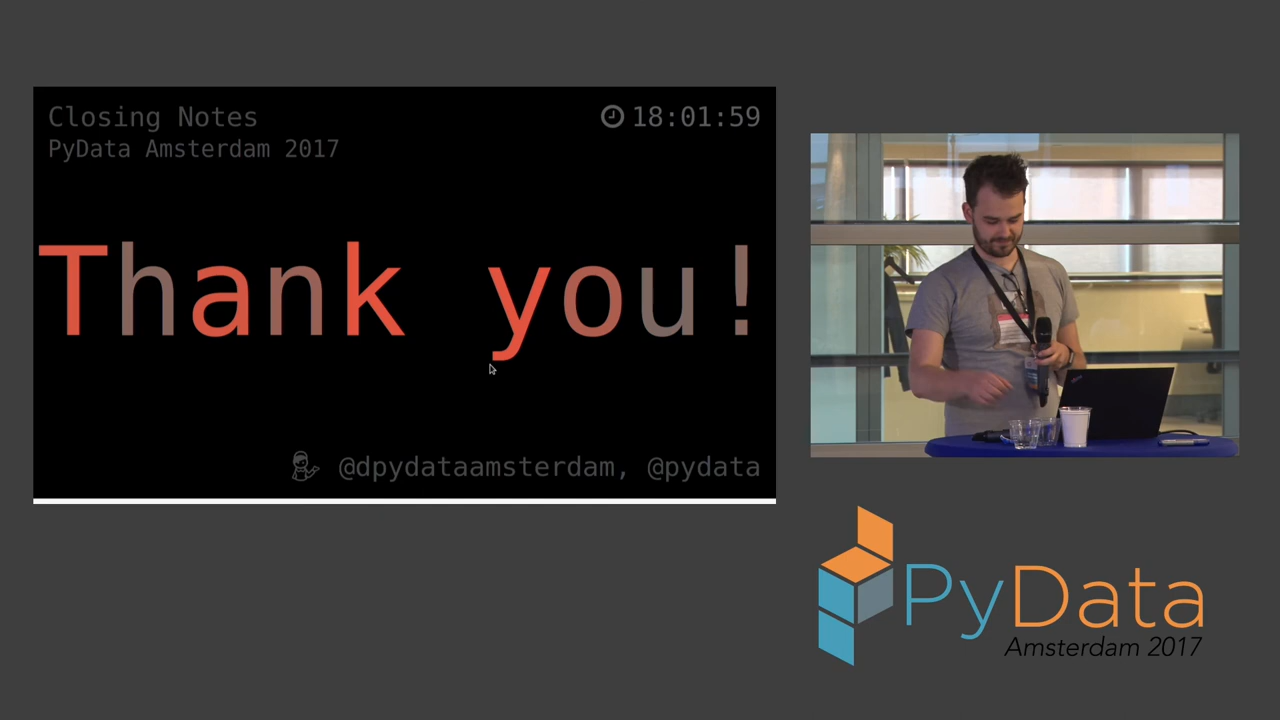 Closing Notes
18:01:59
PyData Amsterdam 2017
Thank you!
@dpydataamsterdam, @pydata
PyData
Amsterdam 2017